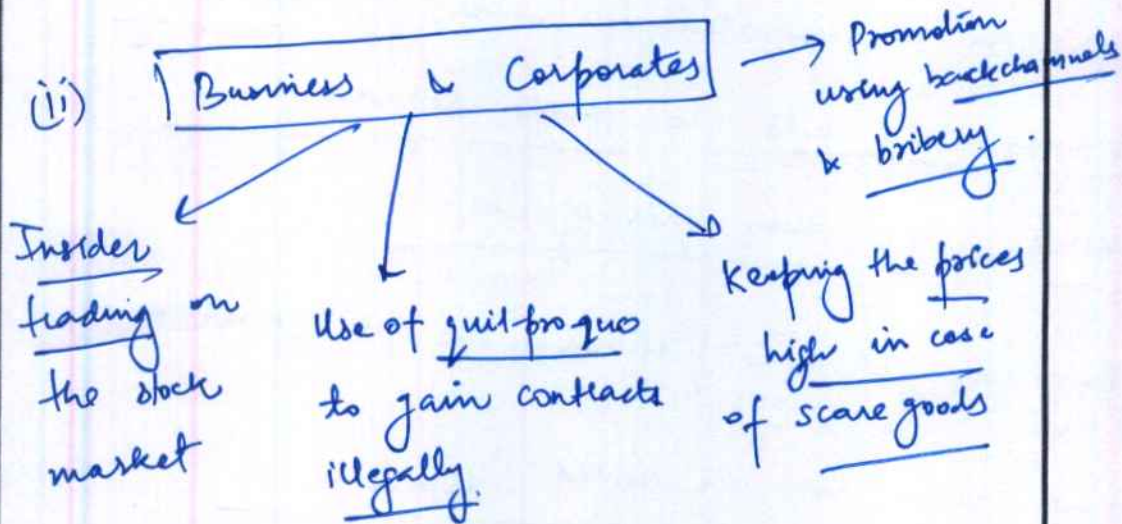 (ii) Business & Corporates
Promotion
using backchannels
& bribery.
Insider
trading on
the stock
market
Use of quil-pro-quo
to gain contracts
illegally.
Keeping the prices
high in case
of scare goods